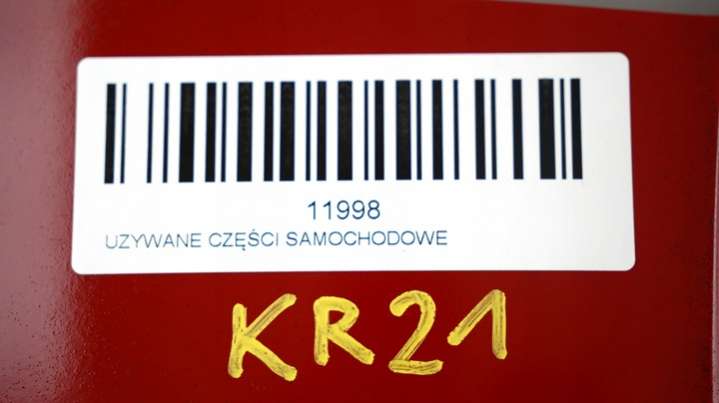 11998
UZYWANE CZĘŚCI SAMOCHODOWE
KR21